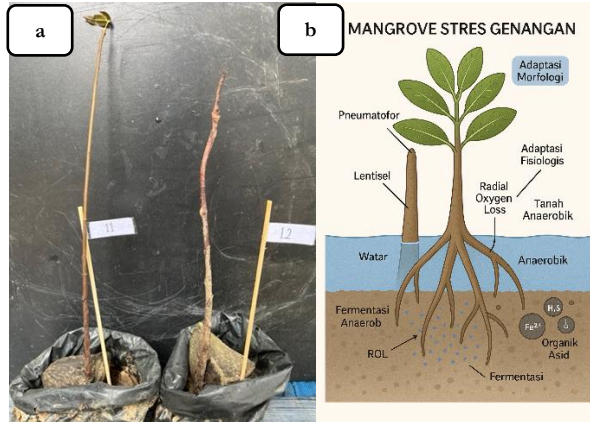 a
b
11
12
MANGROVE STRES GENANGAN
Adaptasi
Morfologi
Pneumatofor
Adaptasi
Fisiologis
Lentisel
Radial
Oxygen
Loss
Tanah
Anaerobik
Watar
Anaerobik
Fermentasi
Anaerob
H₂S
Fe²⁺
Organik
Asid
ROL
Fermentasi